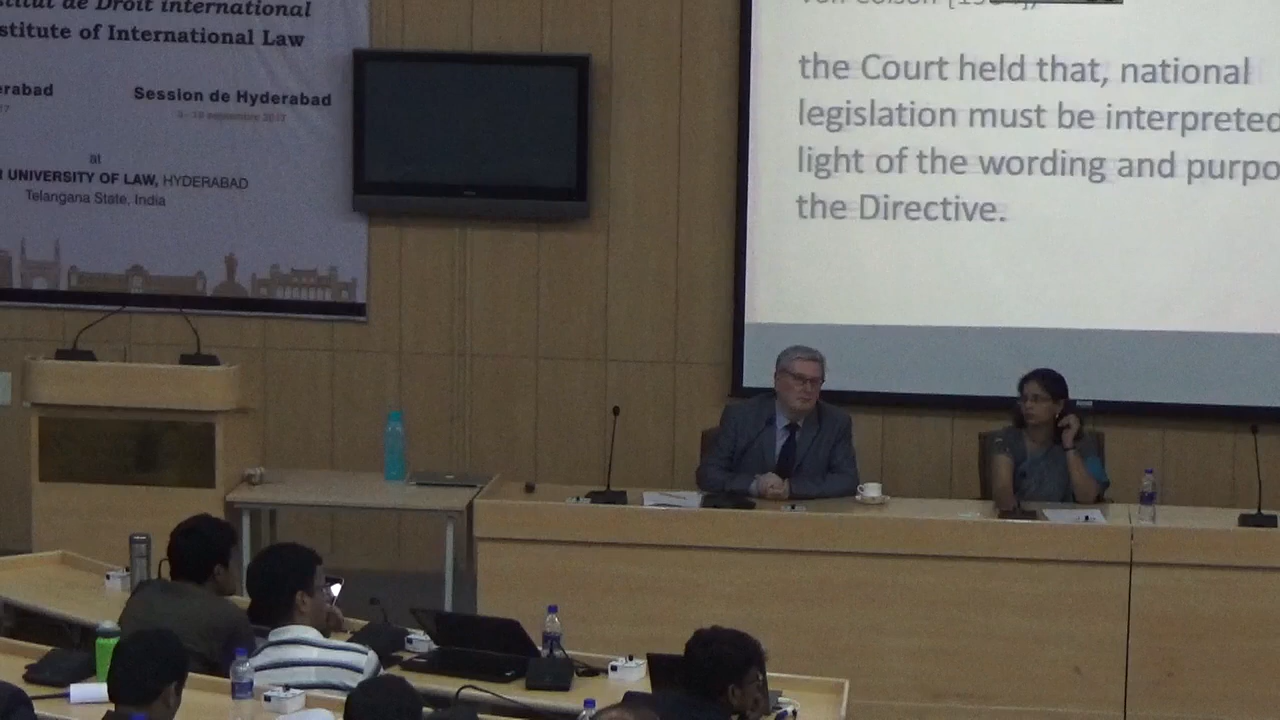 stitut de Droit international
stitute of International Law
erabad
Session de Hyderabad
at
UNIVERSITY OF LAW, HYDERABAD
Telangana State, India
the Court held that, national
legislation must be interpreted
light of the wording and purpo
the Directive.